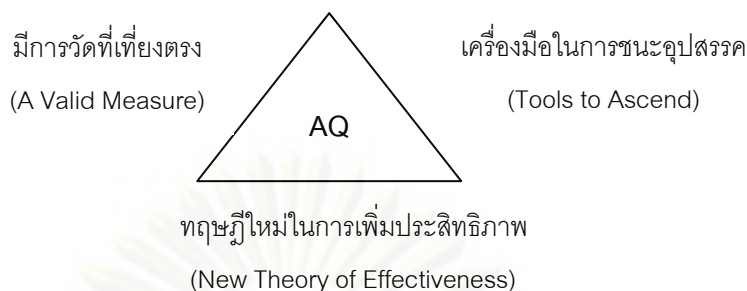 มีการวัดที่เที่ยงตรง
(A Valid Measure)
เครื่องมือในการชนะอุปสรรค
(Tools to Ascend)
AQ
ทฤษฎีใหม่ในการเพิ่มประสิทธิภาพ
(New Theory of Effectiveness)